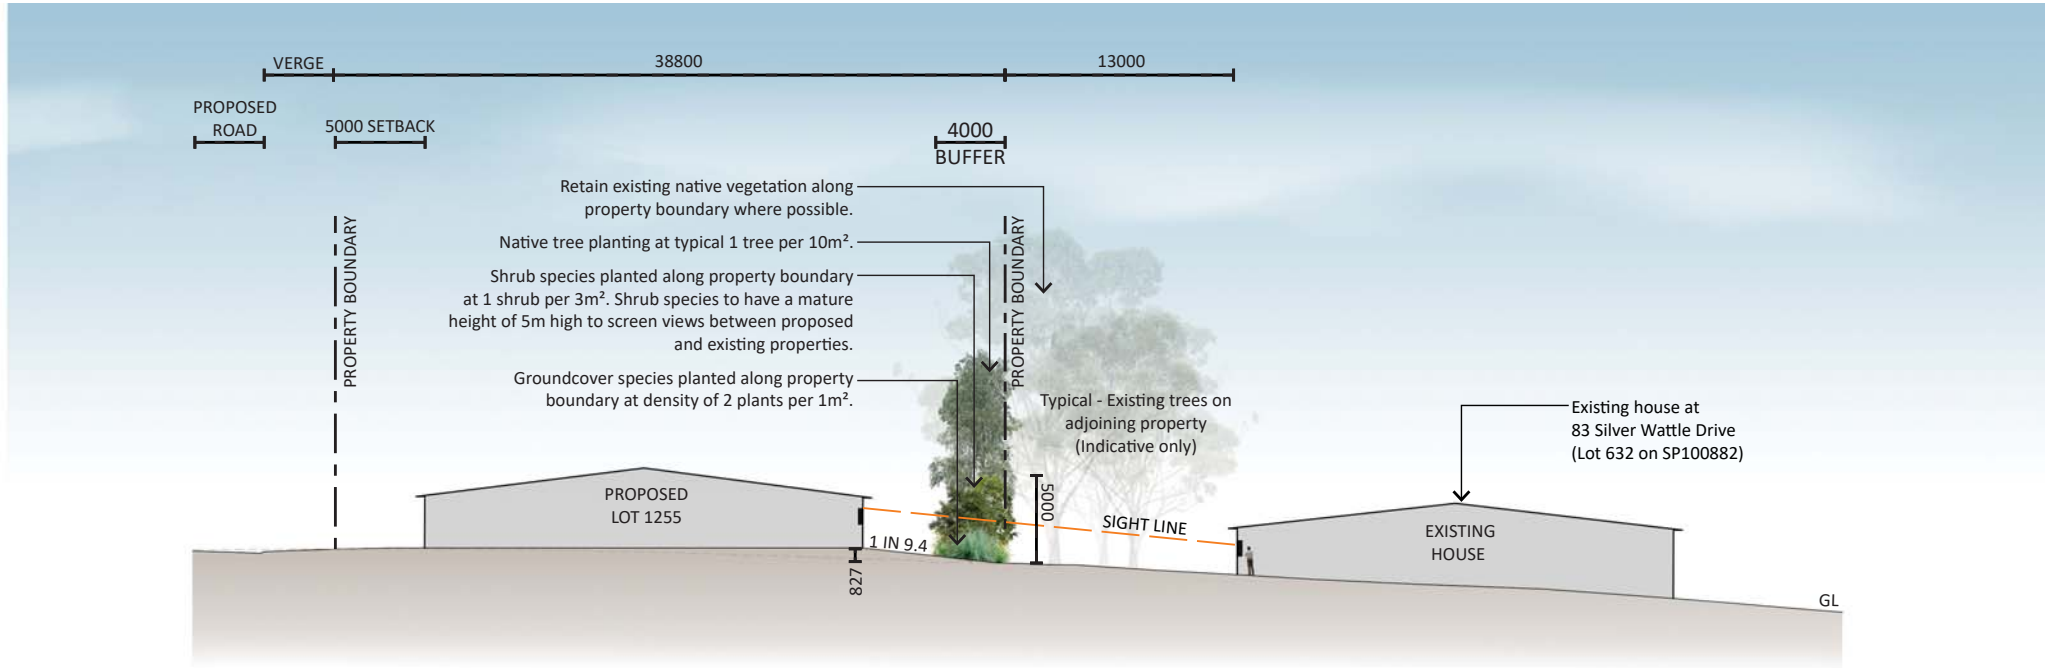 VERGE
38800
13000
PROPOSED
ROAD
5000 SETBACK
4000
BUFFER
Retain existing native vegetation along
property boundary where possible.
Native tree planting at typical 1 tree per 10m².
Shrub species planted along property boundary
at 1 shrub per 3m². Shrub species to have a mature
height of 5m high to screen views between proposed
and existing properties.
Groundcover species planted along property
boundary at density of 2 plants per 1m².
PROPERTY BOUNDARY
PROPERTY BOUNDARY
Typical - Existing trees on
adjoining property
(Indicative only)
Existing house at
83 Silver Wattle Drive
(Lot 632 on SP100882)
PROPOSED
LOT 1255
5000
SIGHT LINE
1 IN 9.4
827
EXISTING
HOUSE
GL